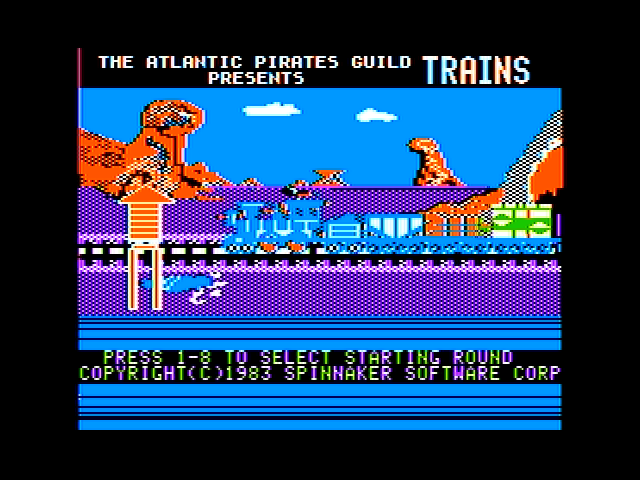 THE ATLANTIC PIRATES GUILD TRAINS
PRESENTS
PRESS 1-8 TO SELECT STARTING ROUND
COPYRIGHT(C)1983 SPINNAKER SOFTWARE CORP